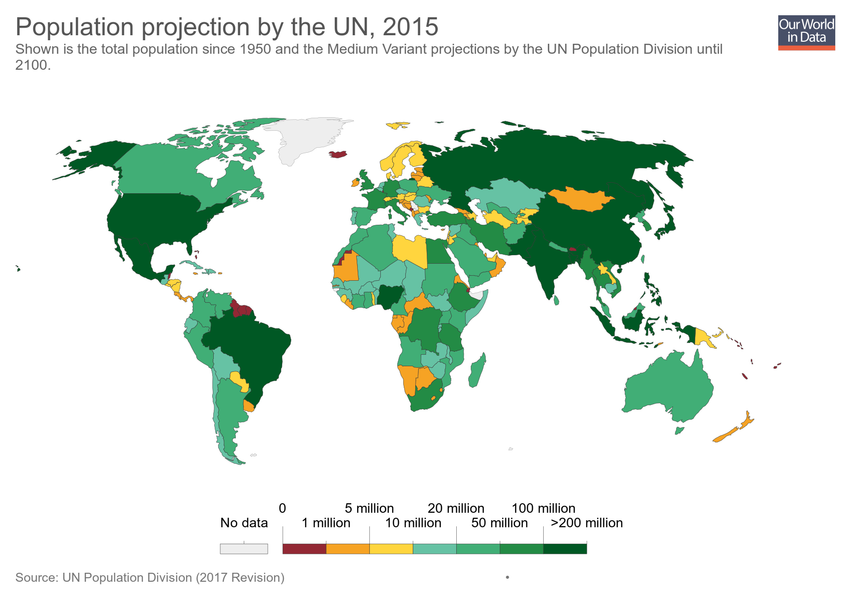 Population projection by the UN, 2015
Our World
in Data
Shown is the total population since 1950 and the Medium Variant projections by the UN Population Division until
2100.
0 5 million 20 million 100 million
No data 1 million 10 million 50 million >200 million
Source: UN Population Division (2017 Revision) •